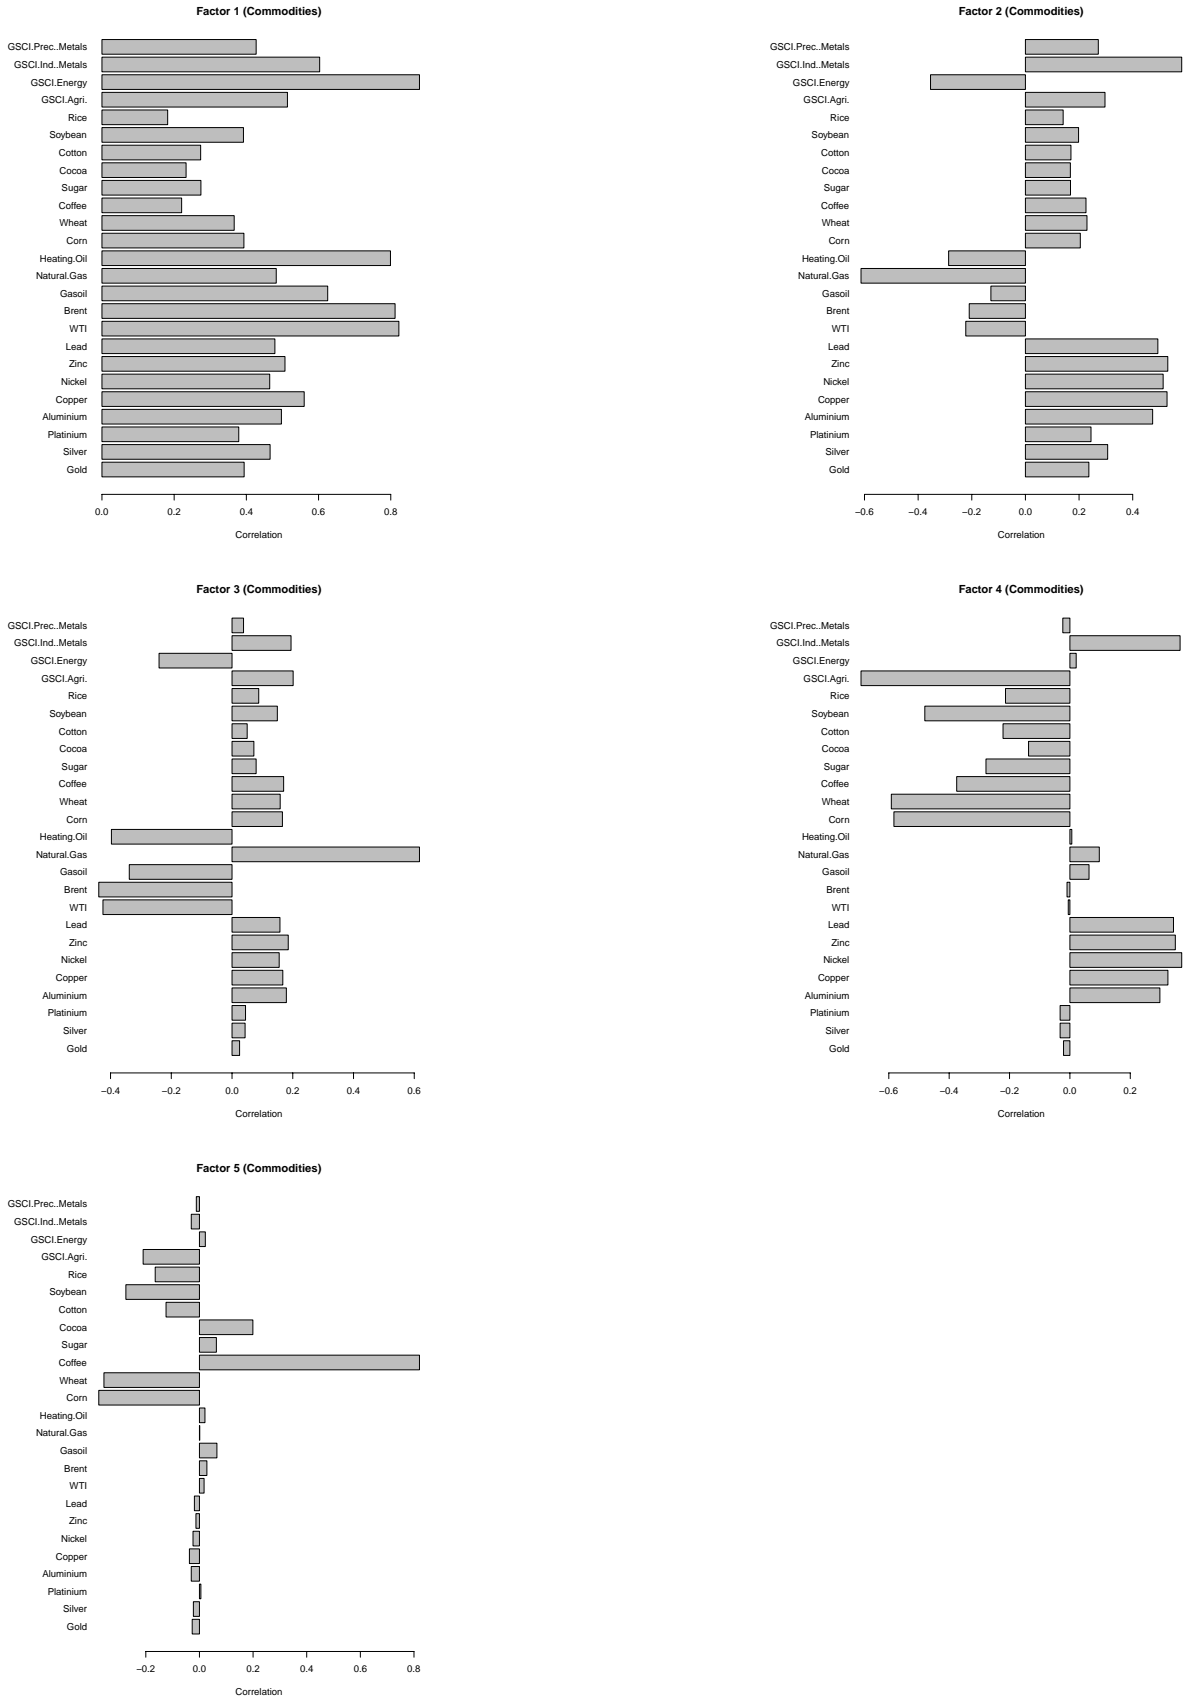 Factor 1 (Commodities)
GSCI.Prec..Metals
GSCI.Ind..Metals
GSCI.Energy
GSCI.Agri.
Rice
Soybean
Cotton
Cocoa
Sugar
Coffee
Wheat
Corn
Heating.Oil
Natural.Gas
Gasoil
Brent
WTI
Lead
Zinc
Nickel
Copper
Aluminium
Platinium
Silver
Gold
0.0 0.2 0.4 0.6 0.8
Correlation
Factor 2 (Commodities)
GSCI.Prec..Metals
GSCI.Ind..Metals
GSCI.Energy
GSCI.Agri.
Rice
Soybean
Cotton
Cocoa
Sugar
Coffee
Wheat
Corn
Heating.Oil
Natural.Gas
Gasoil
Brent
WTI
Lead
Zinc
Nickel
Copper
Aluminium
Platinium
Silver
Gold
−0.6 −0.4 −0.2 0.0 0.2 0.4
Correlation
Factor 3 (Commodities)
GSCI.Prec..Metals
GSCI.Ind..Metals
GSCI.Energy
GSCI.Agri.
Rice
Soybean
Cotton
Cocoa
Sugar
Coffee
Wheat
Corn
Heating.Oil
Natural.Gas
Gasoil
Brent
WTI
Lead
Zinc
Nickel
Copper
Aluminium
Platinium
Silver
Gold
−0.4 −0.2 0.0 0.2 0.4 0.6
Correlation
Factor 4 (Commodities)
GSCI.Prec..Metals
GSCI.Ind..Metals
GSCI.Energy
GSCI.Agri.
Rice
Soybean
Cotton
Cocoa
Sugar
Coffee
Wheat
Corn
Heating.Oil
Natural.Gas
Gasoil
Brent
WTI
Lead
Zinc
Nickel
Copper
Aluminium
Platinium
Silver
Gold
−0.6 −0.4 −0.2 0.0 0.2
Correlation
Factor 5 (Commodities)
GSCI.Prec..Metals
GSCI.Ind..Metals
GSCI.Energy
GSCI.Agri.
Rice
Soybean
Cotton
Cocoa
Sugar
Coffee
Wheat
Corn
Heating.Oil
Natural.Gas
Gasoil
Brent
WTI
Lead
Zinc
Nickel
Copper
Aluminium
Platinium
Silver
Gold
−0.2 0.0 0.2 0.4 0.6 0.8
Correlation